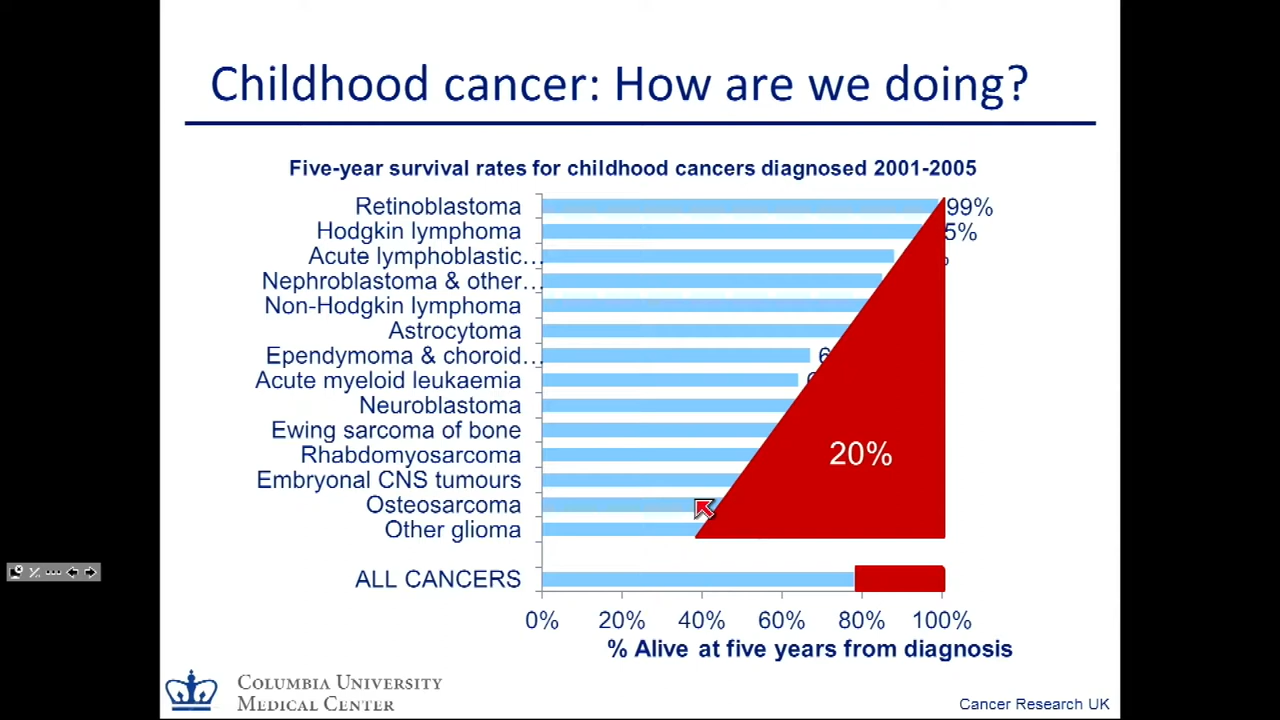 Childhood cancer: How are we doing?
Five-year survival rates for childhood cancers diagnosed 2001-2005
Retinoblastoma 99%
Hodgkin lymphoma 5%
Acute lymphoblastic…
Nephroblastoma & other…
Non-Hodgkin lymphoma
Astrocytoma
Ependymoma & choroid…
Acute myeloid leukaemia
Neuroblastoma
Ewing sarcoma of bone
20%
Rhabdomyosarcoma
Embryonal CNS tumours
Osteosarcoma
Other glioma
ALL CANCERS
0% 20% 40% 60% 80% 100%
% Alive at five years from diagnosis
COLUMBIA UNIVERSITY
MEDICAL CENTER
Cancer Research UK